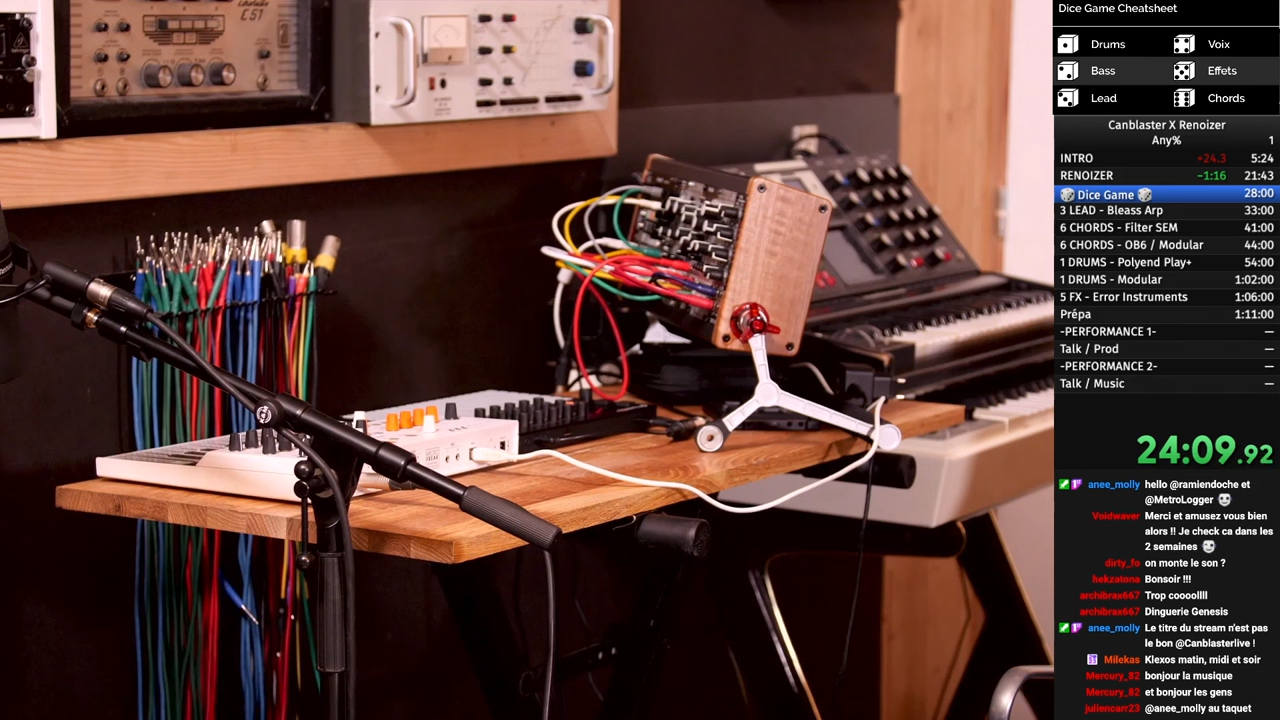 Dice Game Cheatsheet
Drums
Voix
Bass
Effets
Lead
Chords
Canblaster X Renoizer
Any% 1
INTRO +24.3 5:24
RENOIZER −1:16 21:43
Dice Game 28:00
3 LEAD - Bleass Arp 33:00
6 CHORDS - Filter SEM 41:00
6 CHORDS - OB6 / Modular 44:00
1 DRUMS - Polyend Play+ 54:00
1 DRUMS - Modular 1:02:00
5 FX - Error Instruments 1:06:00
Prépa 1:11:00
-PERFORMANCE 1- —
Talk / Prod —
-PERFORMANCE 2- —
Talk / Music —
24:09.92
anee_molly hello @ramiendoche et
@MetroLogger
Voidwaver Merci et amusez vous bien
alors !! Je check ca dans les
2 semaines
dirty_fo on monte le son ?
hekzatona Bonsoir !!!
archibrax667 Trop cooollll
archibrax667 Dinguerie Genesis
anee_molly Le titre du stream n'est pas
le bon @Canblasterlive !
Milekas Klexos matin, midi et soir
Mercury_82 bonjour la musique
Mercury_82 et bonjour les gens
juliencarr23 @anee_molly au taquet